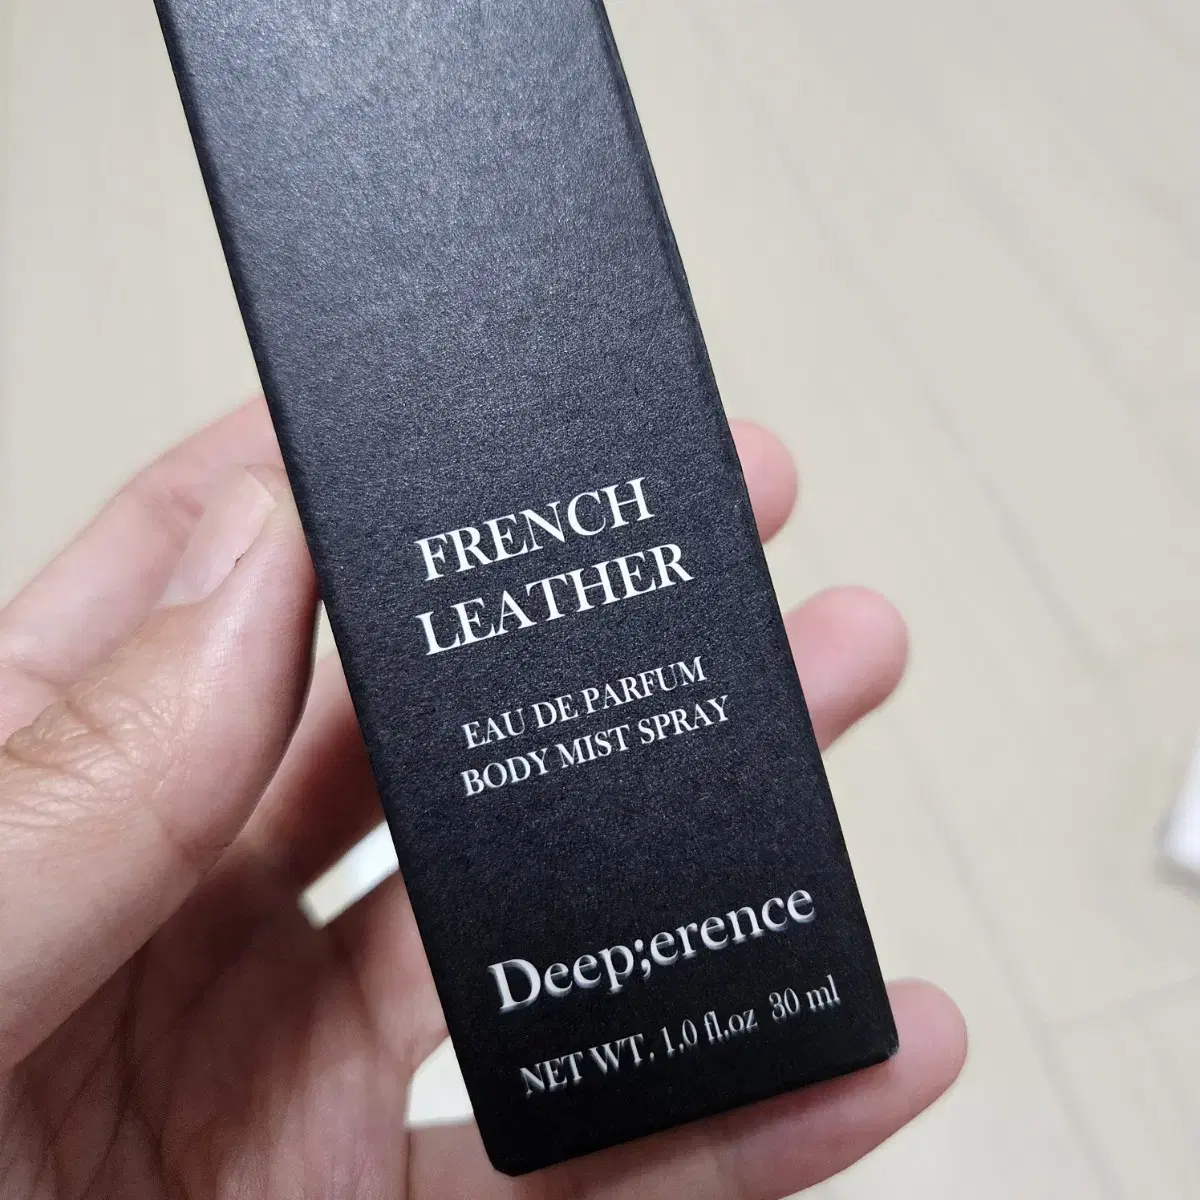 FRENCH
LEATHER
EAU DE PARFUM
BODY MIST SPRAY
Deep;erence
NET WT. 1.0 fl.oz 30 ml